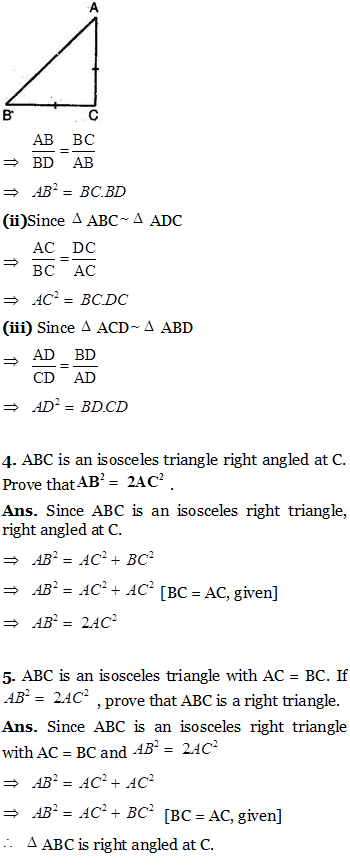 A
B
C
⇒ AB/BD = BC/AB
⇒ AB² = BC.BD
(ii)Since Δ ABC~ Δ ADC
⇒ AC/BC = DC/AC
⇒ AC² = BC.DC
(iii) Since Δ ACD~ Δ ABD
⇒ AD/CD = BD/AD
⇒ AD² = BD.CD
4. ABC is an isosceles triangle right angled at C.
Prove that AB² = 2AC² .
Ans. Since ABC is an isosceles right triangle,
right angled at C.
⇒ AB² = AC² + BC²
⇒ AB² = AC² + AC² [BC = AC, given]
⇒ AB² = 2AC²
5. ABC is an isosceles triangle with AC = BC. If
AB² = 2AC² , prove that ABC is a right triangle.
Ans. Since ABC is an isosceles right triangle
with AC = BC and AB² = 2AC²
⇒ AB² = AC² + AC²
⇒ AB² = AC² + BC² [BC = AC, given]
∴ Δ ABC is right angled at C.